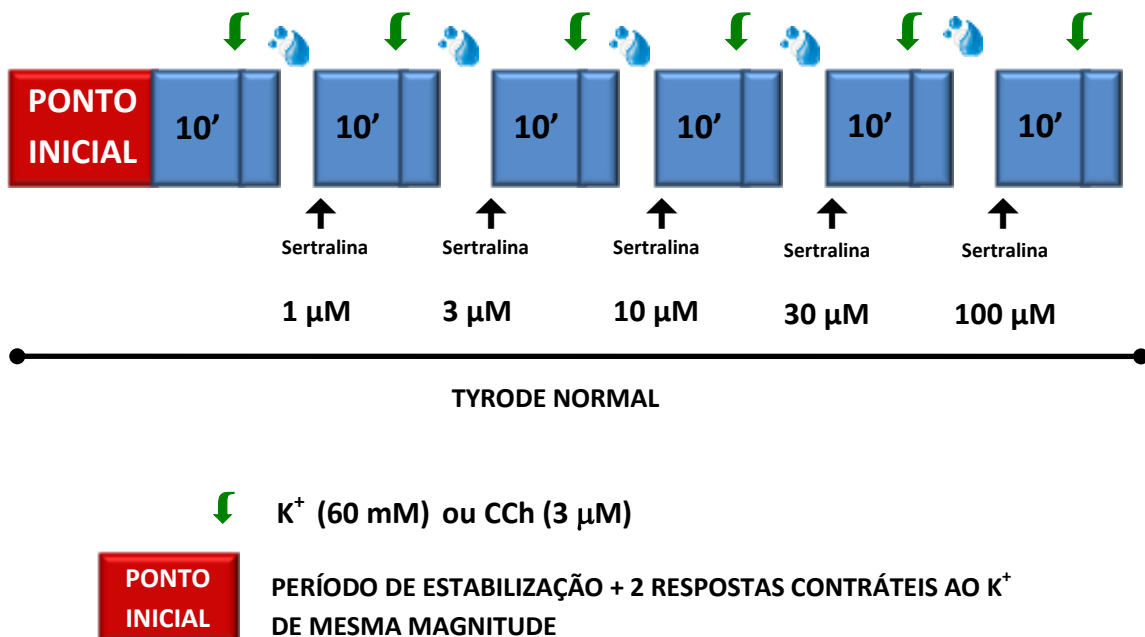 PONTO
INICIAL
10’
10’
10’
10’
10’
10’
Sertralina
Sertralina
Sertralina
Sertralina
Sertralina
1 µM
3 µM
10 µM
30 µM
100 µM
TYRODE NORMAL
K⁺ (60 mM) ou CCh (3 µM)
PONTO
INICIAL
PERÍODO DE ESTABILIZAÇÃO + 2 RESPOSTAS CONTRÁTEIS AO K⁺
DE MESMA MAGNITUDE